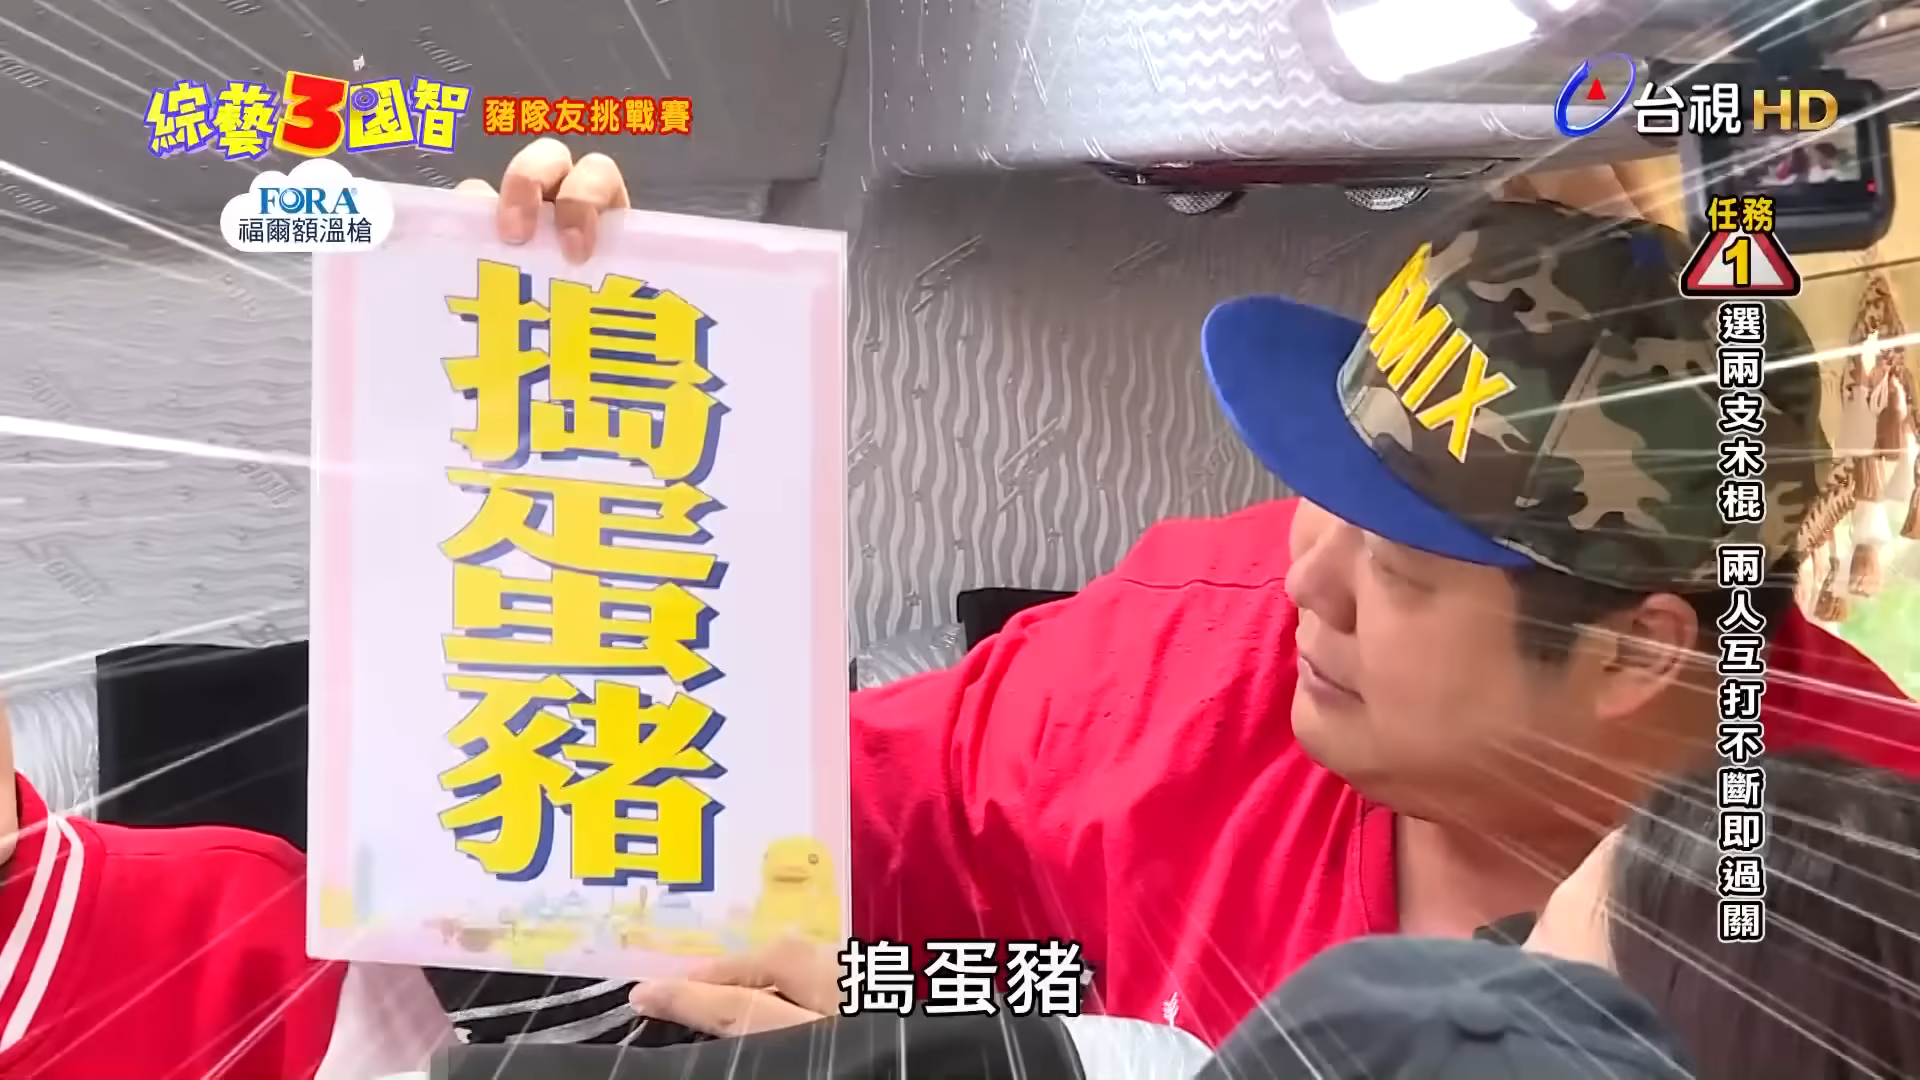 綜藝3國智
豬隊友挑戰賽
FORA
福爾額溫槍
台視HD
任務
1
選兩支木棍 兩人互打不斷即過關
搗蛋豬
OMIX
搗蛋豬